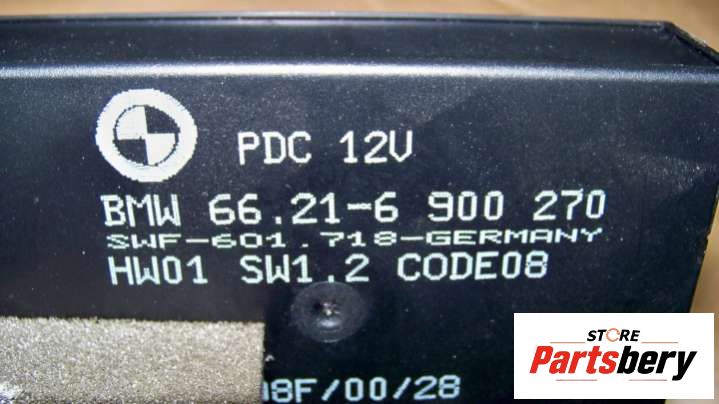 PDC 12V
BMW 66.21-6 900 270
SWF-601.718-GERMANY
HW01 SW1.2 CODE08
8F/00/28
STORE
Partsbery